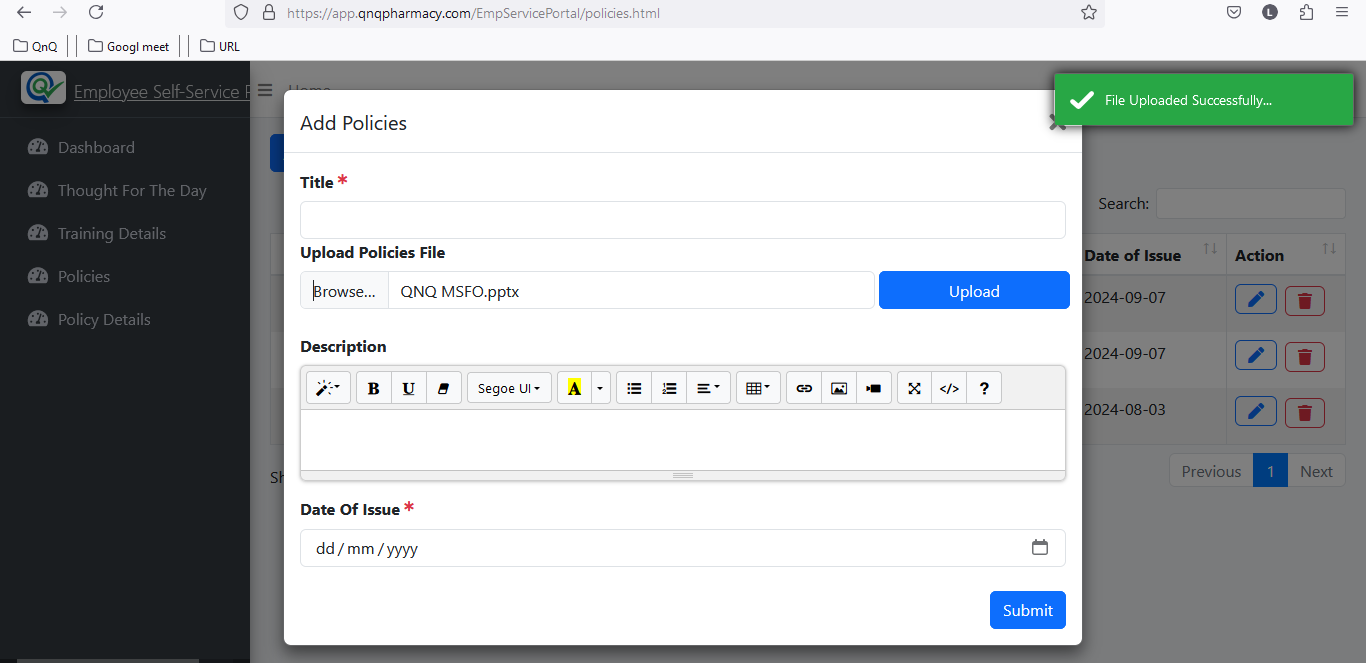 https://app.qnqpharmacy.com/EmpServicePortal/policies.html
L
QnQ
Googl meet
URL
Employee Self-Service
Home
File Uploaded Successfully...
Add Policies
Dashboard
Thought For The Day
Training Details
Policies
Policy Details
Title *
Search:
Upload Policies File
Date of Issue
Action
Browse...
QNQ MSFO.pptx
Upload
2024-09-07
Description
2024-09-07
B
U
Segoe UI
A
</>
?
2024-08-03
Sh
Previous
1
Next
Date Of Issue *
dd / mm / yyyy
Submit